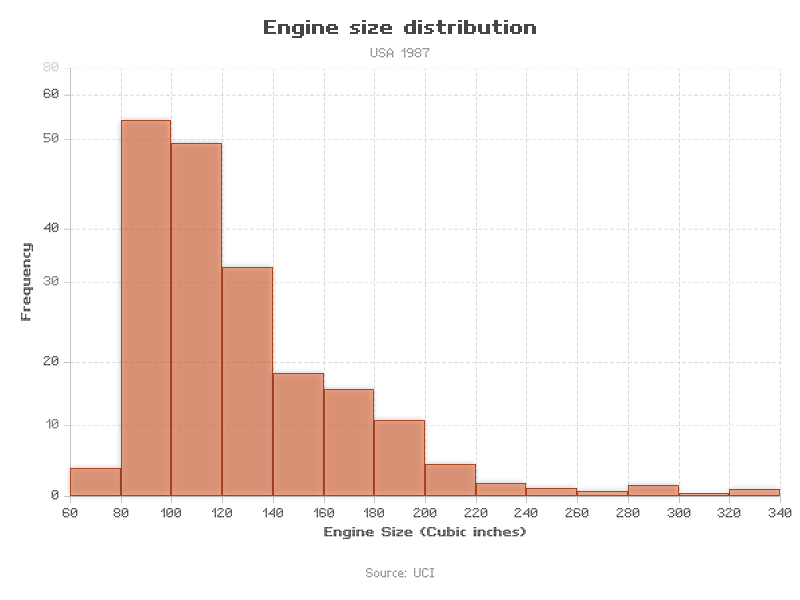 Engine size distribution
USA 1987
80
60
50
40
30
20
10
0
Frequency
60 80 100 120 140 160 180 200 220 240 260 280 300 320 340
Engine Size (Cubic inches)
Source: UCI